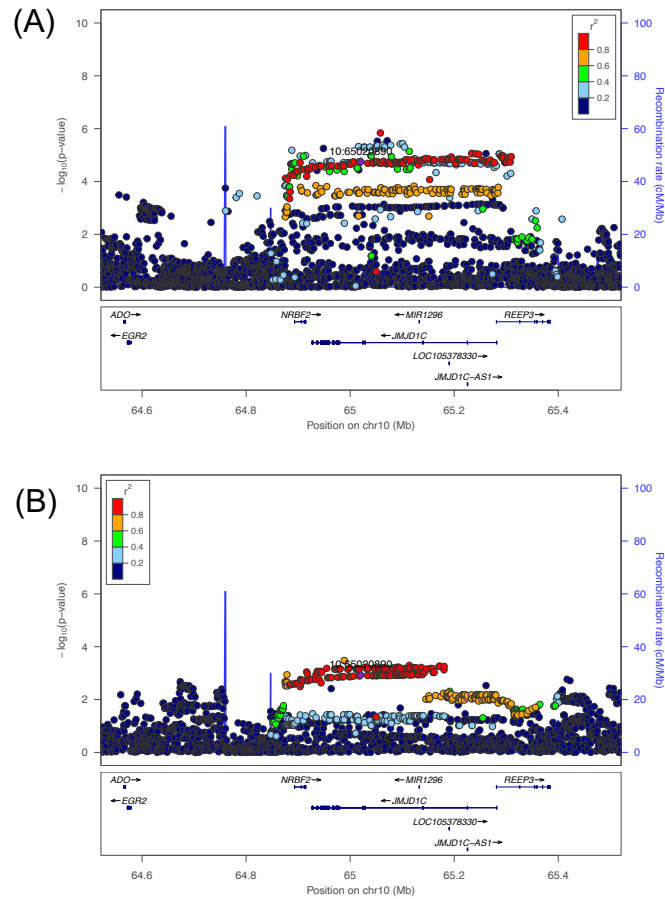 (A)
10
8
6
4
2
0
− log10(p−value)
100
80
60
40
20
0
Recombination rate (cM/Mb)
r2
0.8
0.6
0.4
0.2
10:65029890
ADO→
NRBF2→
←MIR1296
REEP3→
←EGR2
←JMJD1C
LOC105378330→
JMJD1C−AS1→
64.6
64.8
65
65.2
65.4
Position on chr10 (Mb)
(B)
10
8
6
4
2
0
− log10(p−value)
100
80
60
40
20
0
Recombination rate (cM/Mb)
r2
0.8
0.6
0.4
0.2
10:65029890
ADO→
NRBF2→
←MIR1296
REEP3→
←EGR2
←JMJD1C
LOC105378330→
JMJD1C−AS1→
64.6
64.8
65
65.2
65.4
Position on chr10 (Mb)